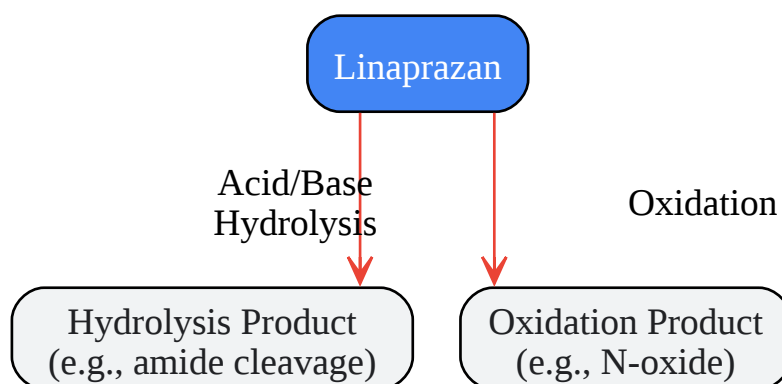 Linaprazan
Acid/Base
Hydrolysis
Oxidation
Hydrolysis Product
(e.g., amide cleavage)
Oxidation Product
(e.g., N-oxide)